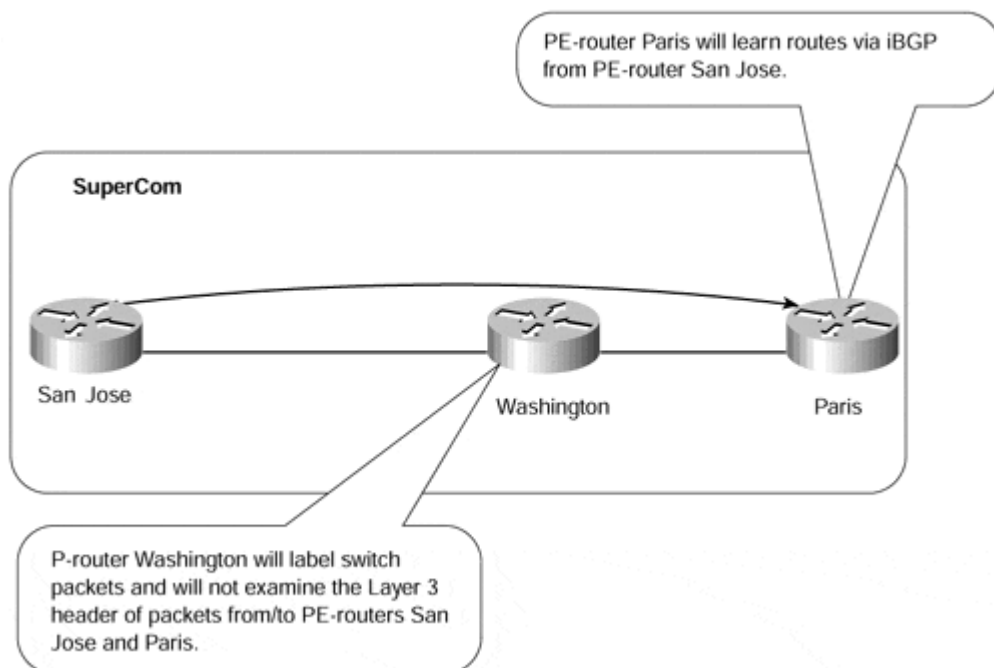 PE-router Paris will learn routes via iBGP
from PE-router San Jose.
SuperCom
San Jose
Washington
Paris
P-router Washington will label switch
packets and will not examine the Layer 3
header of packets from/to PE-routers San
Jose and Paris.